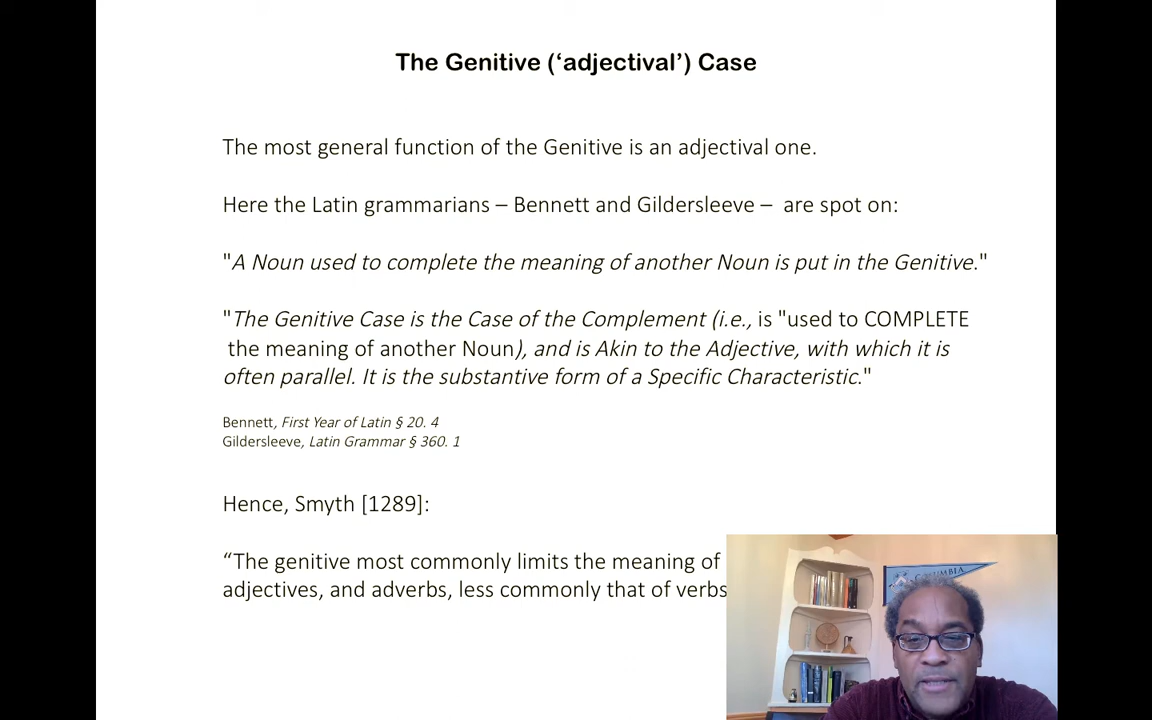 The Genitive (‘adjectival’) Case
The most general function of the Genitive is an adjectival one.
Here the Latin grammarians – Bennett and Gildersleeve –  are spot on:
"A Noun used to complete the meaning of another Noun is put in the Genitive."
"The Genitive Case is the Case of the Complement (i.e., is "used to COMPLETE
the meaning of another Noun), and is Akin to the Adjective, with which it is
often parallel. It is the substantive form of a Specific Characteristic."
Bennett, First Year of Latin § 20. 4
Gildersleeve, Latin Grammar § 360. 1
Hence, Smyth [1289]:
“The genitive most commonly limits the meaning of
adjectives, and adverbs, less commonly that of verbs
COLUMBIA